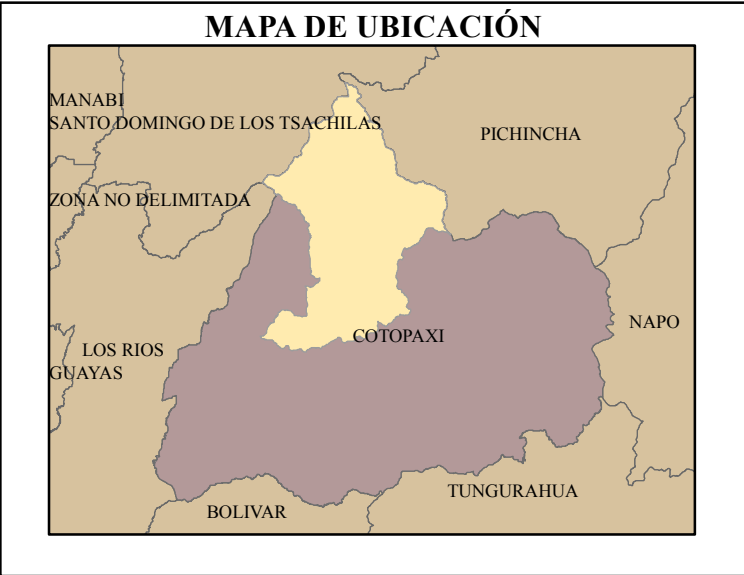 MAPA DE UBICACIÓN
MANABI
SANTO DOMINGO DE LOS TSACHILAS
PICHINCHA
ZONA NO DELIMITADA
NAPO
COTOPAXI
LOS RIOS
GUAYAS
TUNGURAHUA
BOLIVAR